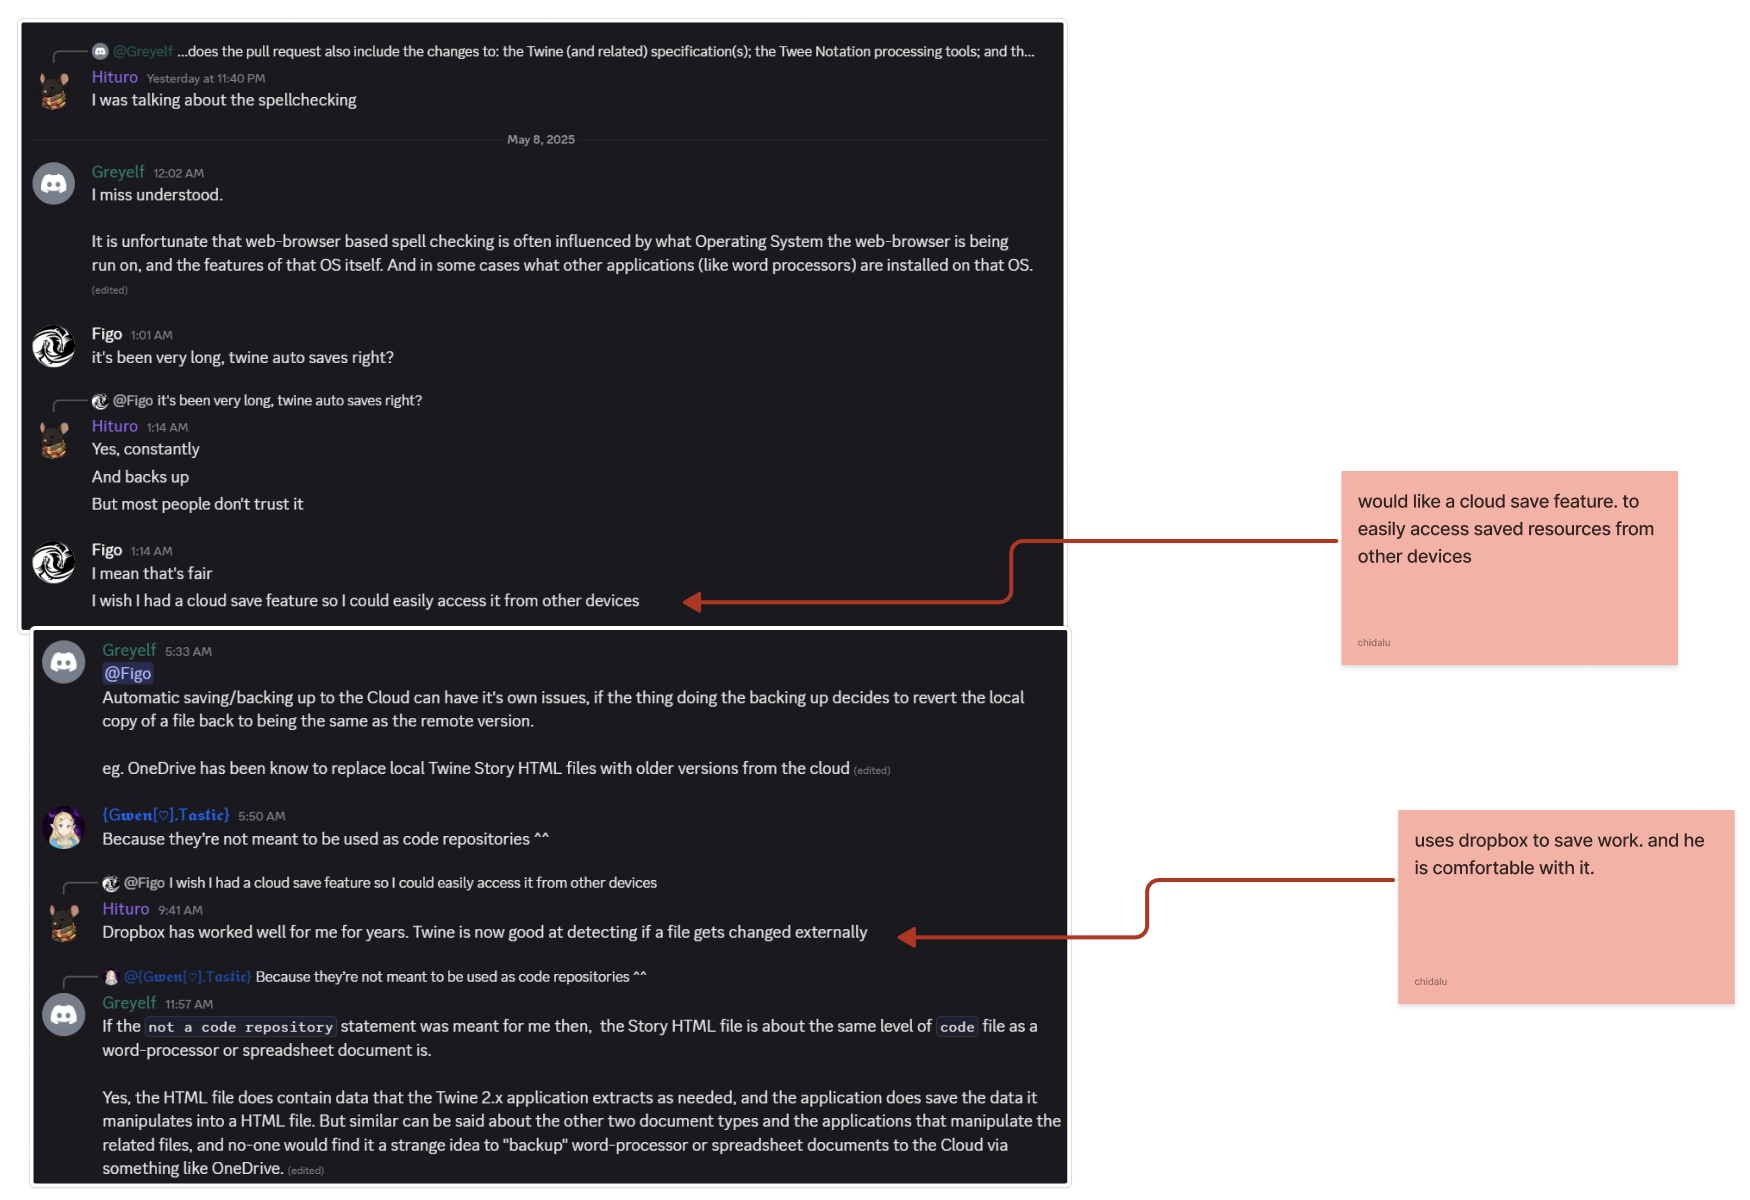 @Greyelf ...does the pull request also include the changes to: the Twine (and related) specification(s); the Twee Notation processing tools; and th...
Hituro Yesterday at 11:40 PM
I was talking about the spellchecking
May 8, 2025
Greyelf 12:02 AM
I miss understood.
It is unfortunate that web-browser based spell checking is often influenced by what Operating System the web-browser is being
run on, and the features of that OS itself. And in some cases what other applications (like word processors) are installed on that OS.
(edited)
Figo 1:01 AM
it's been very long, twine auto saves right?
@Figo it's been very long, twine auto saves right?
Hituro 1:14 AM
Yes, constantly
And backs up
But most people don't trust it
Figo 1:14 AM
I mean that's fair
I wish I had a cloud save feature so I could easily access it from other devices
would like a cloud save feature. to
easily access saved resources from
other devices
chidalu
Greyelf 5:33 AM
@Figo
Automatic saving/backing up to the Cloud can have it's own issues, if the thing doing the backing up decides to revert the local
copy of a file back to being the same as the remote version.
eg. OneDrive has been know to replace local Twine Story HTML files with older versions from the cloud (edited)
{G𝖜𝖊𝖓[♡].T𝖆𝖘𝖙𝖎𝖈} 5:50 AM
Because they're not meant to be used as code repositories ^^
@Figo I wish I had a cloud save feature so I could easily access it from other devices
Hituro 9:41 AM
Dropbox has worked well for me for years. Twine is now good at detecting if a file gets changed externally
uses dropbox to save work. and he
is comfortable with it.
chidalu
@{G𝖜𝖊𝖓[♡].T𝖆𝖘𝖙𝖎𝖈} Because they're not meant to be used as code repositories ^^
Greyelf 11:57 AM
If the not a code repository statement was meant for me then, the Story HTML file is about the same level of code file as a
word-processor or spreadsheet document is.
Yes, the HTML file does contain data that the Twine 2.x application extracts as needed, and the application does save the data it
manipulates into a HTML file. But similar can be said about the other two document types and the applications that manipulate the
related files, and no-one would find it a strange idea to "backup" word-processor or spreadsheet documents to the Cloud via
something like OneDrive. (edited)